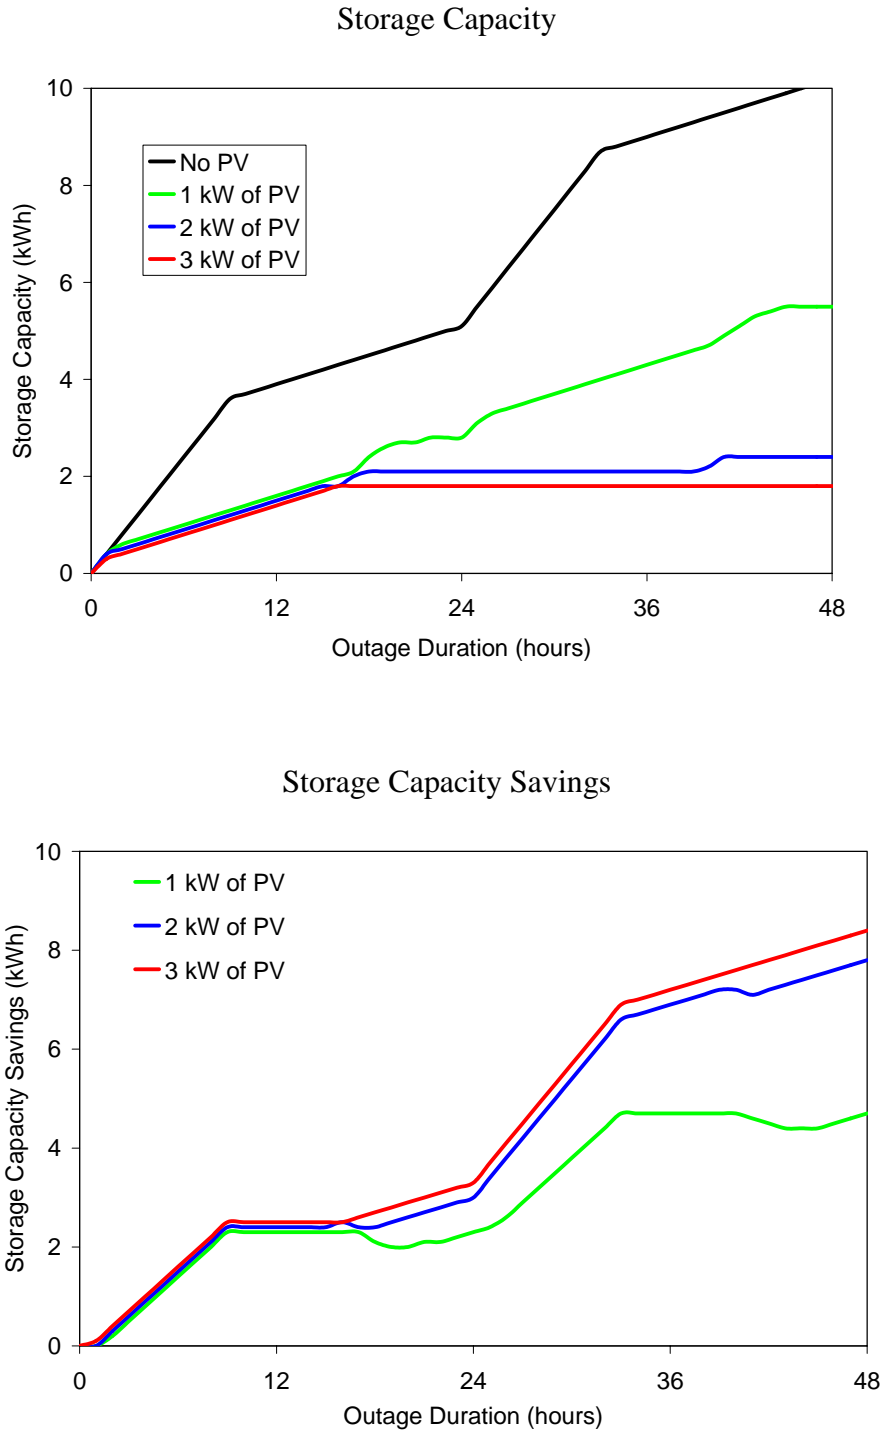 Storage Capacity
10
8
6
4
2
0
Storage Capacity (kWh)
No PV
1 kW of PV
2 kW of PV
3 kW of PV
0 12 24 36 48
Outage Duration (hours)
Storage Capacity Savings
10
8
6
4
2
0
Storage Capacity Savings (kWh)
1 kW of PV
2 kW of PV
3 kW of PV
0 12 24 36 48
Outage Duration (hours)